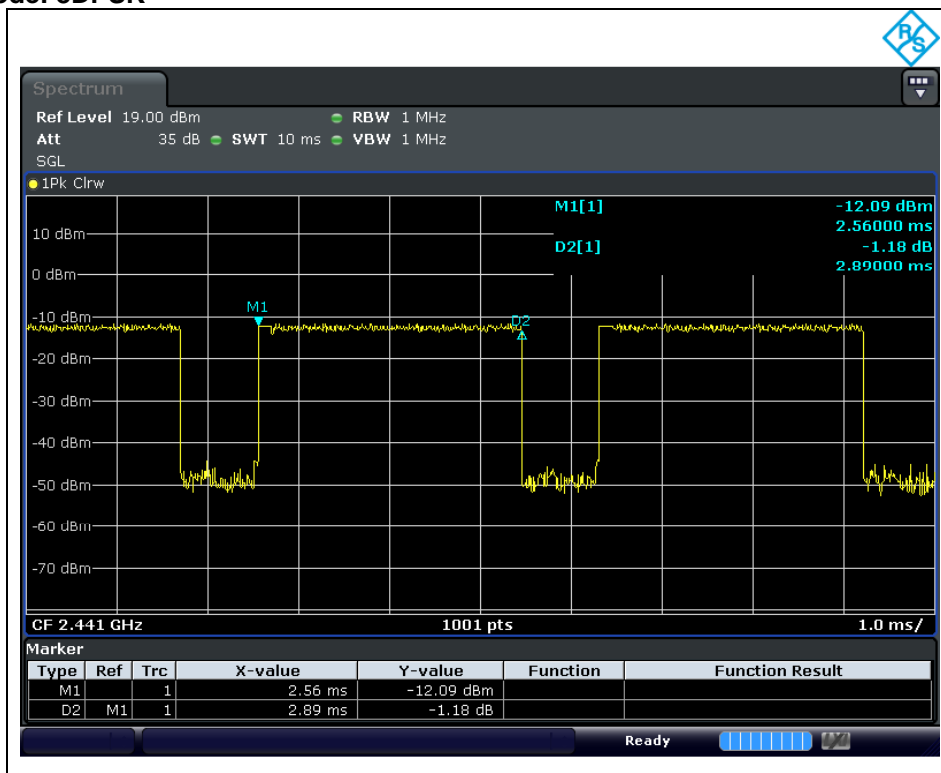 R&S
Spectrum
Ref Level 19.00 dBm RBW 1 MHz
Att 35 dB SWT 10 ms VBW 1 MHz
SGL
1Pk Clrw
M1[1] -12.09 dBm
2.56000 ms
10 dBm
D2[1] -1.18 dB
2.89000 ms
0 dBm
M1
-10 dBm
D2
-20 dBm
-30 dBm
-40 dBm
-50 dBm
-60 dBm
-70 dBm
CF 2.441 GHz 1001 pts 1.0 ms/
Marker
Type Ref Trc X-value Y-value Function Function Result
M1 1 2.56 ms -12.09 dBm
D2 M1 1 2.89 ms -1.18 dB
Ready